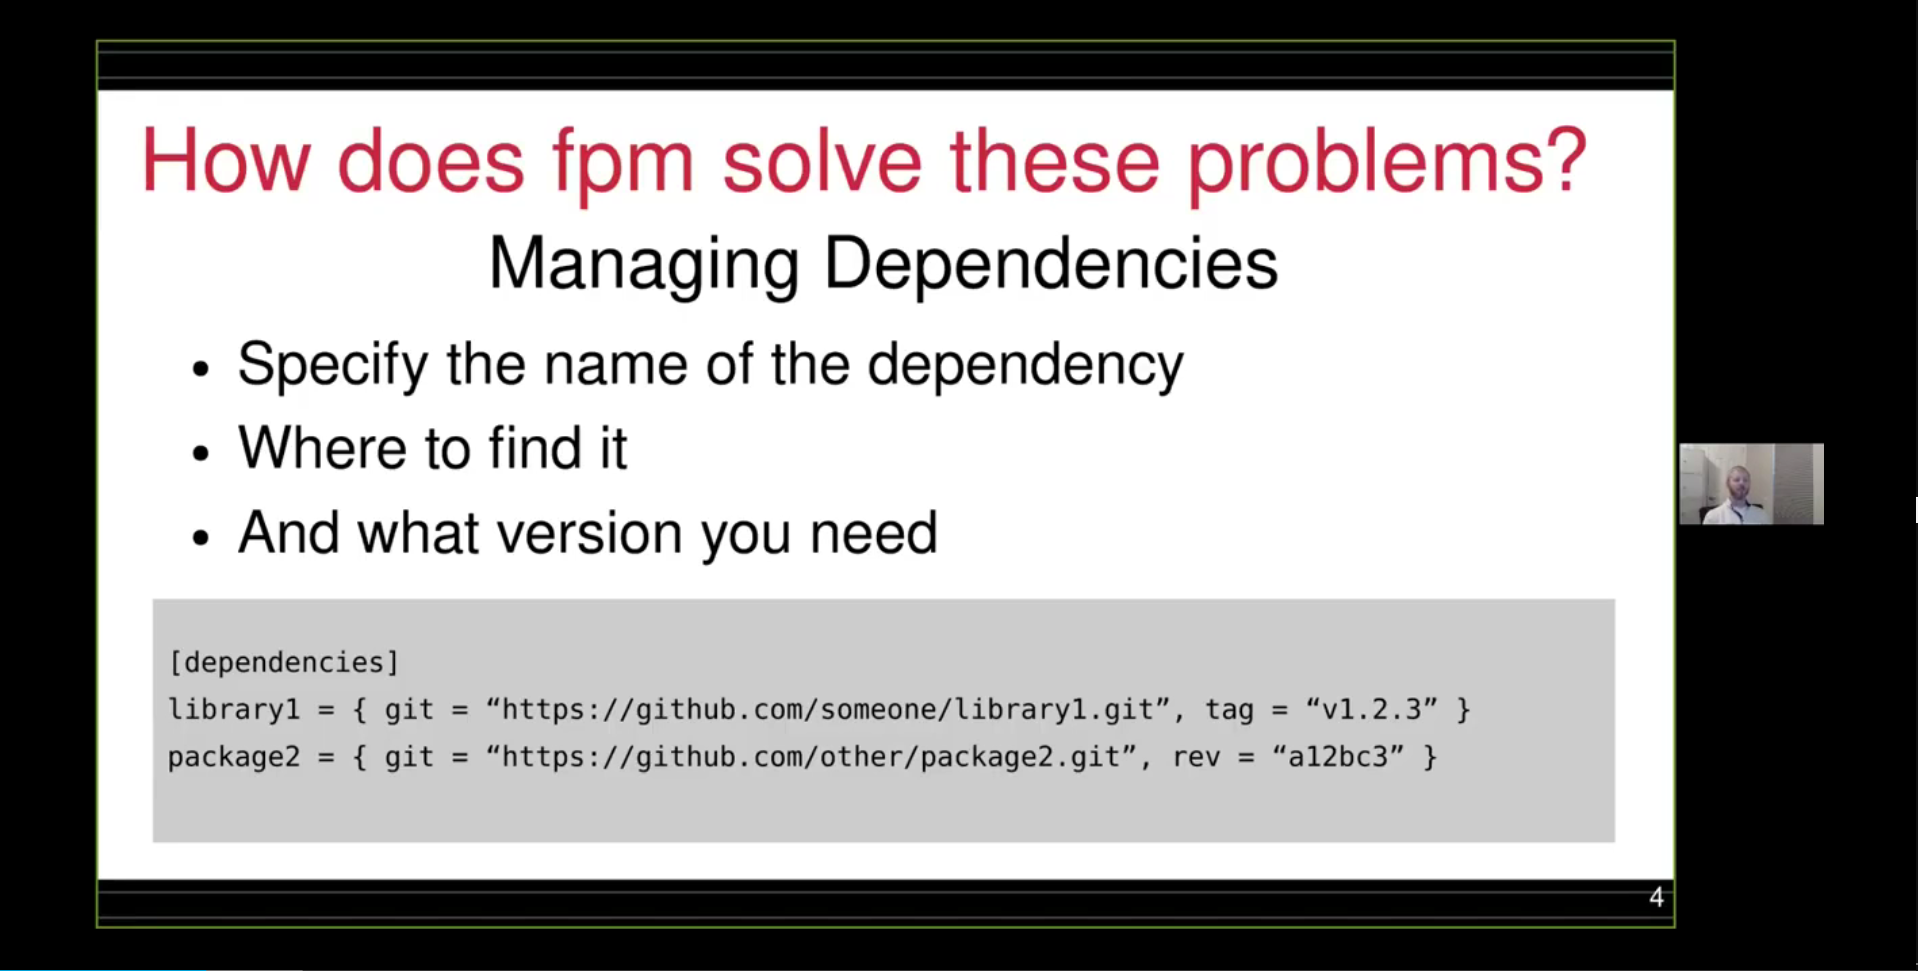 How does fpm solve these problems?
Managing Dependencies
• Specify the name of the dependency
• Where to find it
• And what version you need
[dependencies]
library1 = { git = “https://github.com/someone/library1.git”, tag = “v1.2.3” }
package2 = { git = “https://github.com/other/package2.git”, rev = “a12bc3” }
4